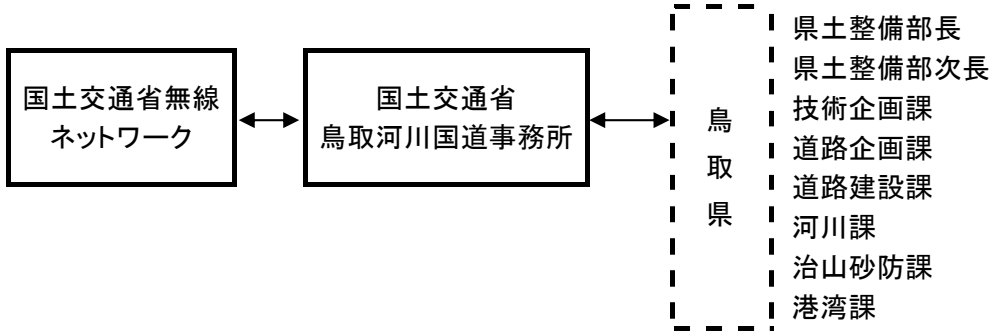 国土交通省無線
ネットワーク
国土交通省
鳥取河川国道事務所
鳥
取
県
県土整備部長
県土整備部次長
技術企画課
道路企画課
道路建設課
河川課
治山砂防課
港湾課